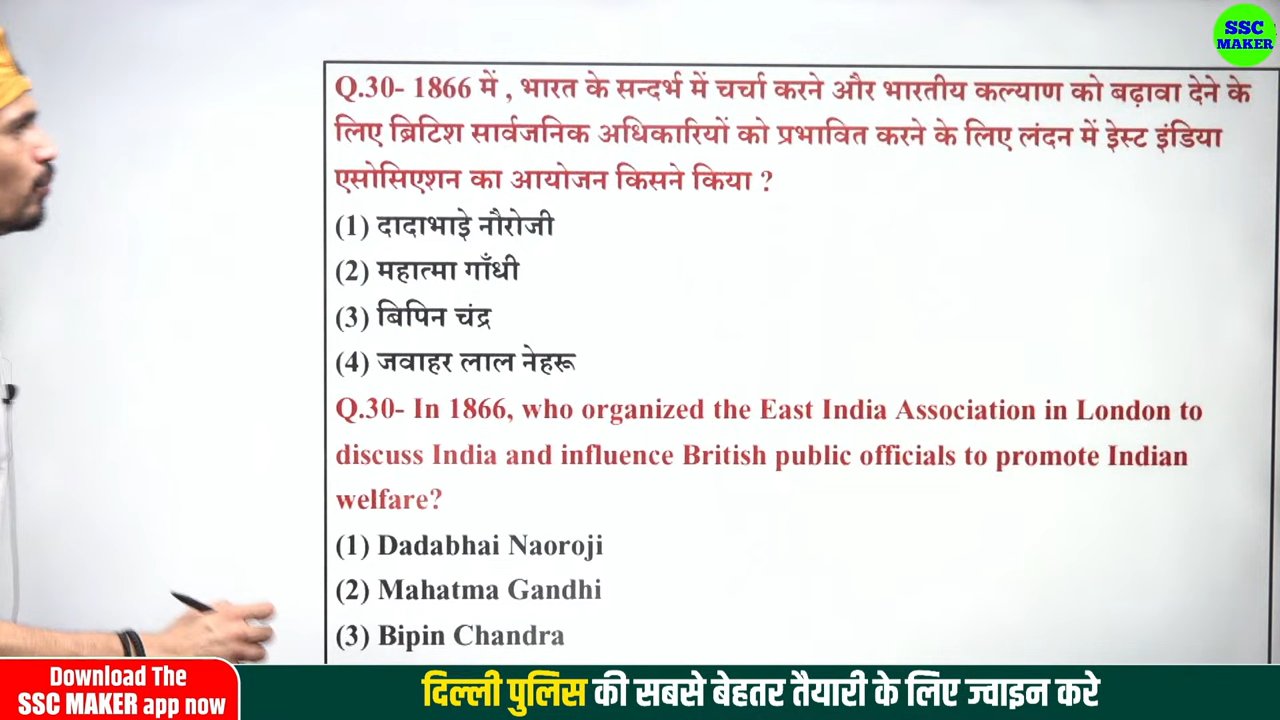 SSC
MAKER
Q.30- 1866 में , भारत के सन्दर्भ में चर्चा करने और भारतीय कल्याण को बढ़ावा देने के
लिए ब्रिटिश सार्वजनिक अधिकारियों को प्रभावित करने के लिए लंदन में ईस्ट इंडिया
एसोसिएशन का आयोजन किसने किया ?
(1) दादाभाई नौरोजी
(2) महात्मा गाँधी
(3) बिपिन चंद्र
(4) जवाहर लाल नेहरू
Q.30- In 1866, who organized the East India Association in London to
discuss India and influence British public officials to promote Indian
welfare?
(1) Dadabhai Naoroji
(2) Mahatma Gandhi
(3) Bipin Chandra
Download The
SSC MAKER app now
दिल्ली पुलिस की सबसे बेहतर तैयारी के लिए ज्वाइन करे